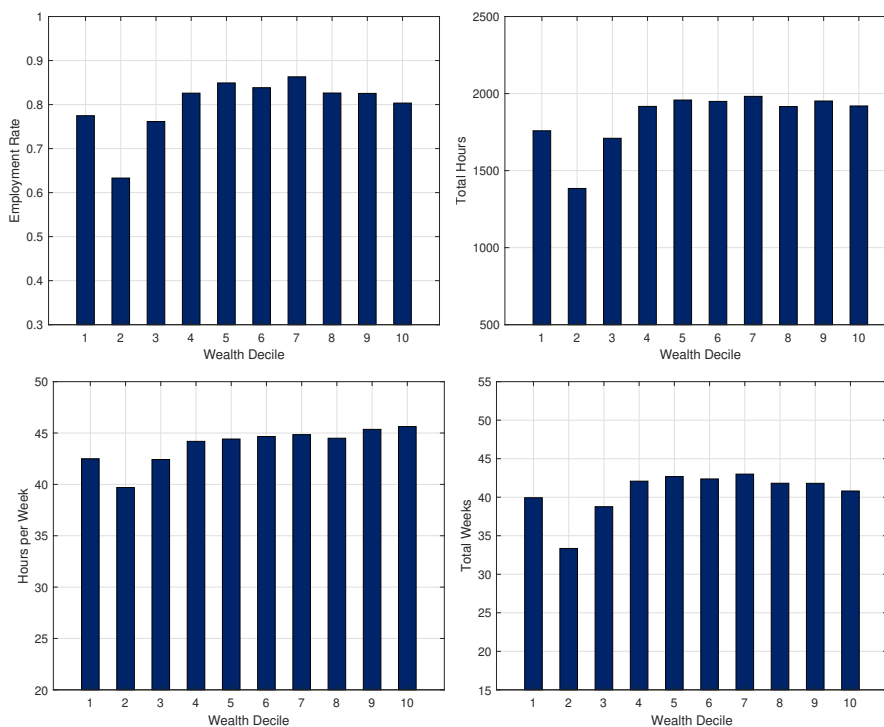 1
0.9
0.8
0.7
0.6
0.5
0.4
0.3
Employment Rate
1 2 3 4 5 6 7 8 9 10
Wealth Decile
2500
2000
1500
1000
500
Total Hours
1 2 3 4 5 6 7 8 9 10
Wealth Decile
50
45
40
35
30
25
20
Hours per Week
1 2 3 4 5 6 7 8 9 10
Wealth Decile
55
50
45
40
35
30
25
20
15
Total Weeks
1 2 3 4 5 6 7 8 9 10
Wealth Decile